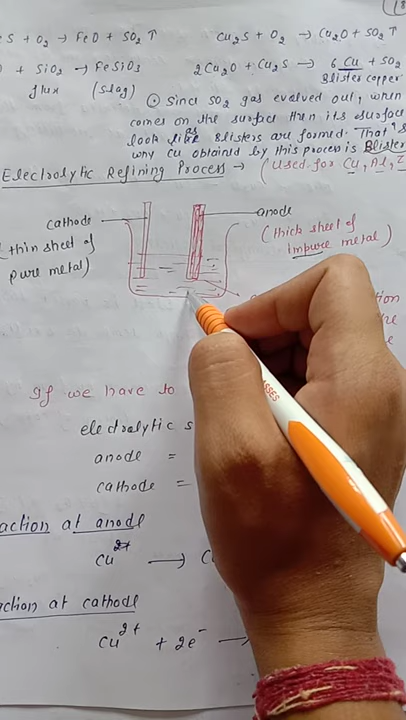 S + O₂ → FeO + SO₂↑ Cu₂S + O₂ → Cu₂O + SO₂↑
+ SiO₂ → FeSiO₃ 2Cu₂O + Cu₂S → 6 Cu + SO₂
flux (slag) Blister copper
⊙ Since SO₂ gas evolved out, when
comes on the surface then its surface
look like as blisters are formed. That's
why Cu obtained by this process is Blister
Electrolytic Refining Process → (Used for Cu, Al, Z
cathode anode
(thin sheet of (thick sheet of
pure metal) impure metal)
If we have to
electrolytic s
anode =
cathode =
action at anode
Cu²⁺ → C
action at cathode
Cu²⁺ + 2e⁻ →